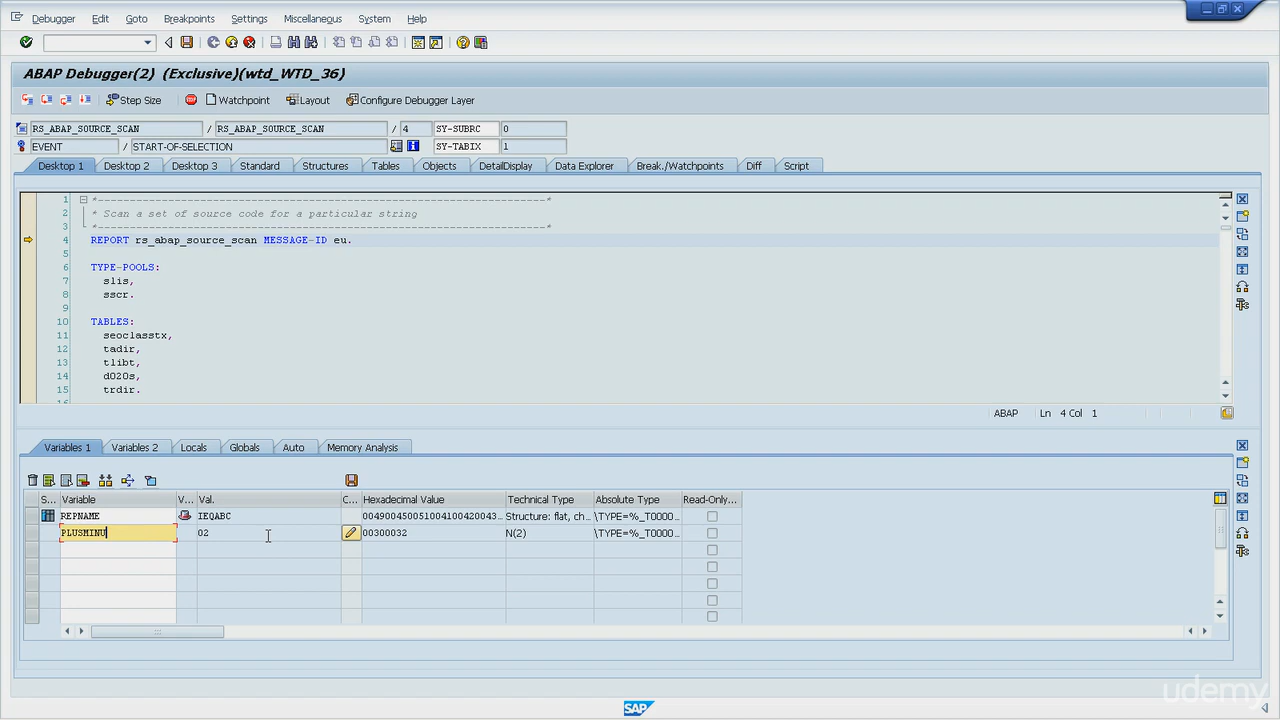 Debugger Edit Goto Breakpoints Settings Miscellaneous System Help
ABAP Debugger(2) (Exclusive)(wtd_WTD_36)
Step Size Watchpoint Layout Configure Debugger Layer
RS_ABAP_SOURCE_SCAN / RS_ABAP_SOURCE_SCAN / 4 SY-SUBRC 0
EVENT / START-OF-SELECTION SY-TABIX 1
Desktop 1 Desktop 2 Desktop 3 Standard Structures Tables Objects DetailDisplay Data Explorer Break./Watchpoints Diff Script
1 *---------------------------------------------------------------------*
2 * Scan a set of source code for a particular string
3 *---------------------------------------------------------------------*
4 REPORT rs_abap_source_scan MESSAGE-ID eu.
5
6 TYPE-POOLS:
7 slis,
8 sscr.
9
10 TABLES:
11 seoclasstx,
12 tadir,
13 tlibt,
14 d020s,
15 trdir.
16
ABAP Ln 4 Col 1
Variables 1 Variables 2 Locals Globals Auto Memory Analysis
S... Variable V... Val. C... Hexadecimal Value Technical Type Absolute Type Read-Only...
REPNAME IEQABC 004900450051004100420043... Structure: flat, ch... \TYPE=%_T0000...
PLUSMINU 02 00300032 N(2) \TYPE=%_T0000...
SAP
udemy